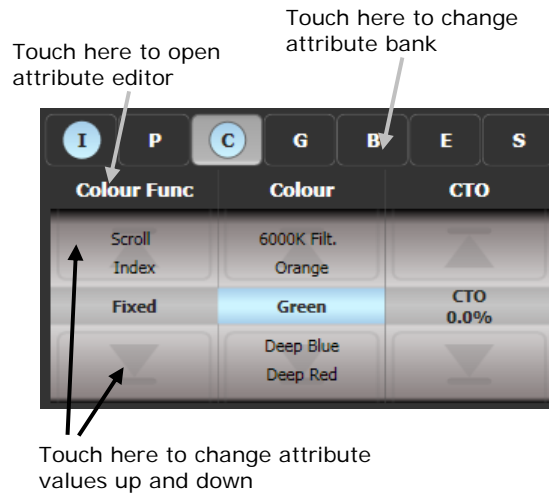 Touch here to change
attribute bank
Touch here to open
attribute editor
I P C G B E S
Colour Func Colour CTO
Scroll 6000K Filt.
Index Orange
Fixed Green CTO
0.0%
Deep Blue
Deep Red
Touch here to change attribute
values up and down